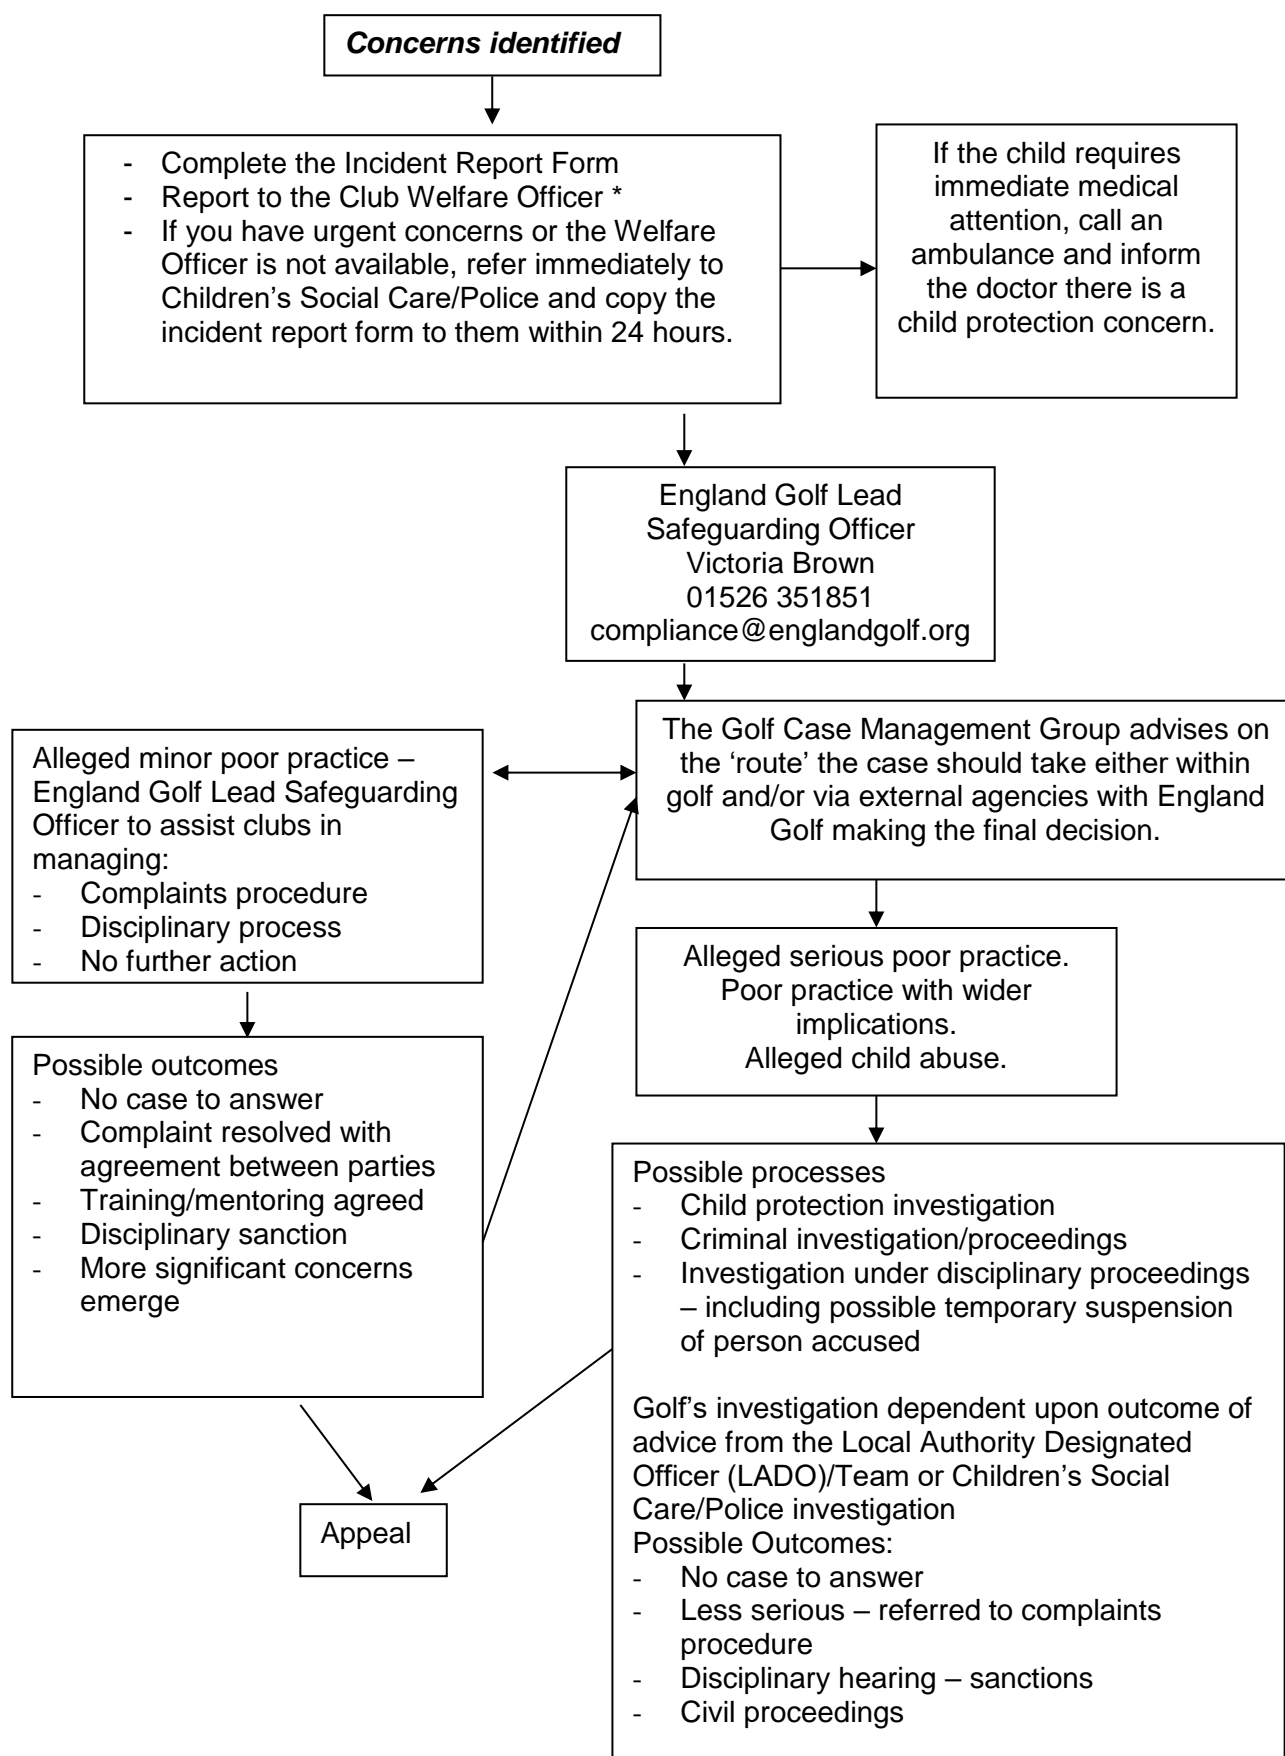 Concerns identified
- Complete the Incident Report Form
- Report to the Club Welfare Officer *
- If you have urgent concerns or the Welfare
Officer is not available, refer immediately to
Children’s Social Care/Police and copy the
incident report form to them within 24 hours.
If the child requires
immediate medical
attention, call an
ambulance and inform
the doctor there is a
child protection concern.
England Golf Lead
Safeguarding Officer
Victoria Brown
01526 351851
compliance@englandgolf.org
The Golf Case Management Group advises on
the ‘route’ the case should take either within
golf and/or via external agencies with England
Golf making the final decision.
Alleged minor poor practice –
England Golf Lead Safeguarding
Officer to assist clubs in
managing:
- Complaints procedure
- Disciplinary process
- No further action
Alleged serious poor practice.
Poor practice with wider
implications.
Alleged child abuse.
Possible outcomes
- No case to answer
- Complaint resolved with
agreement between parties
- Training/mentoring agreed
- Disciplinary sanction
- More significant concerns
emerge
Possible processes
- Child protection investigation
- Criminal investigation/proceedings
- Investigation under disciplinary proceedings
– including possible temporary suspension
of person accused
Golf’s investigation dependent upon outcome of
advice from the Local Authority Designated
Officer (LADO)/Team or Children’s Social
Care/Police investigation
Possible Outcomes:
- No case to answer
- Less serious – referred to complaints
procedure
- Disciplinary hearing – sanctions
- Civil proceedings
Appeal